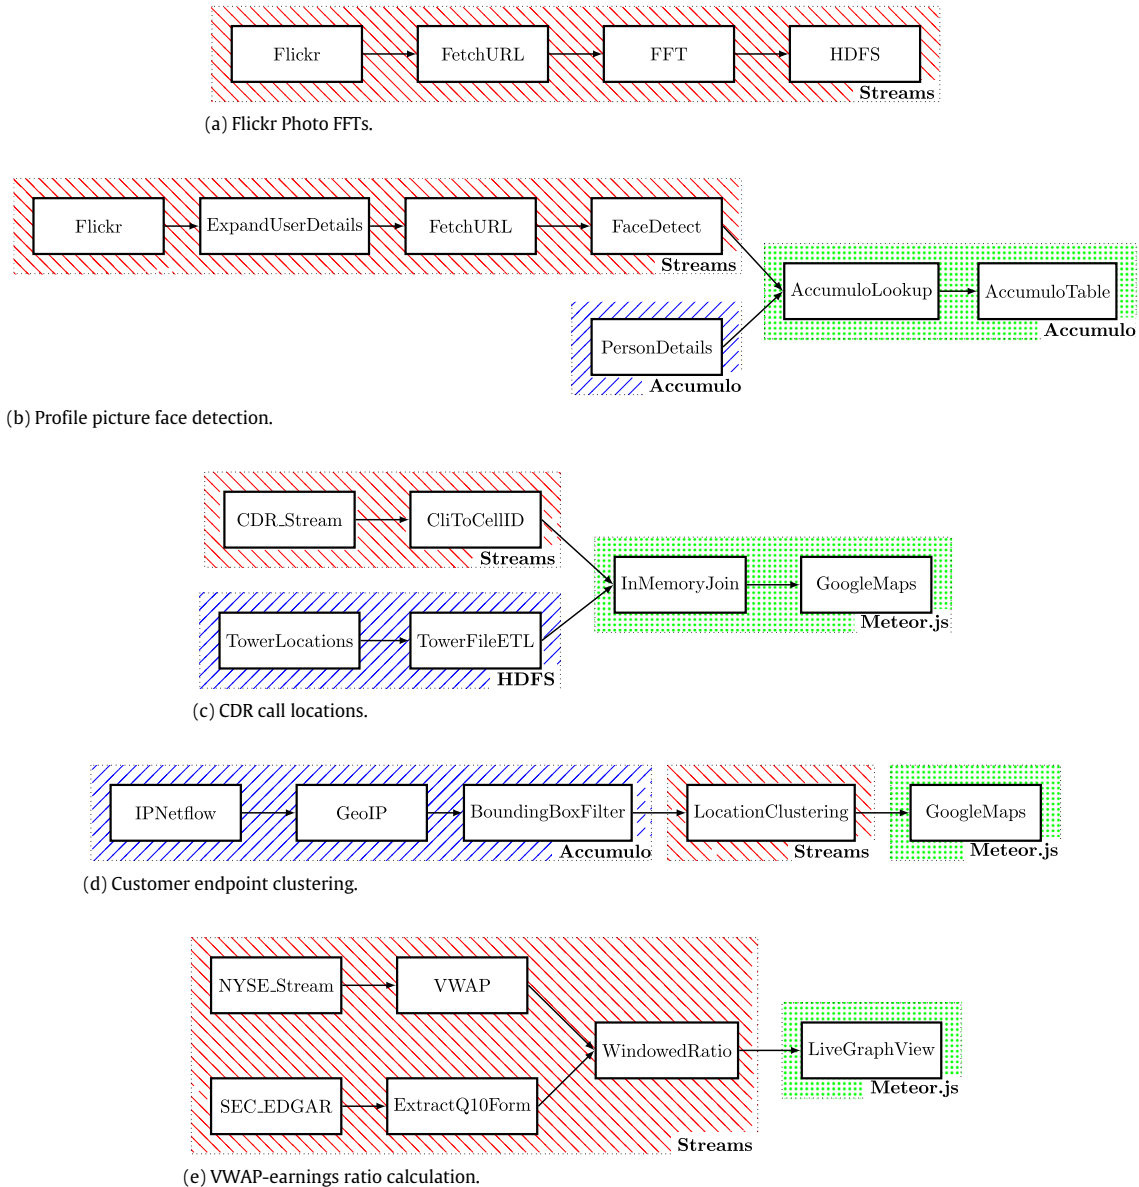 Flickr FetchURL FFT HDFS
Streams
(a) Flickr Photo FFTs.
Flickr ExpandUserDetails FetchURL FaceDetect
Streams
AccumuloLookup AccumuloTable
Accumulo
PersonDetails
Accumulo
(b) Profile picture face detection.
CDR_Stream CliToCellID
Streams
InMemoryJoin GoogleMaps
Meteor.js
TowerLocations TowerFileETL
HDFS
(c) CDR call locations.
IPNetflow GeoIP BoundingBoxFilter LocationClustering GoogleMaps
Accumulo Streams Meteor.js
(d) Customer endpoint clustering.
NYSE_Stream VWAP
WindowedRatio LiveGraphView
Meteor.js
SEC_EDGAR ExtractQ10Form
Streams
(e) VWAP-earnings ratio calculation.